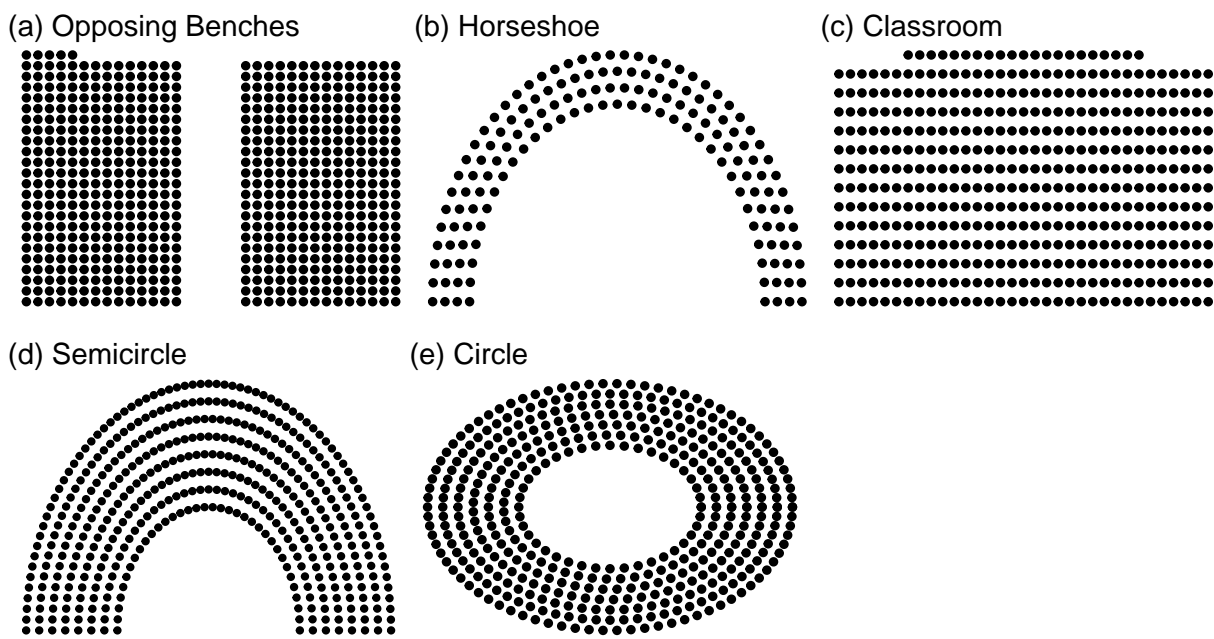 (a) Opposing Benches
(b) Horseshoe
(c) Classroom
(d) Semicircle
(e) Circle